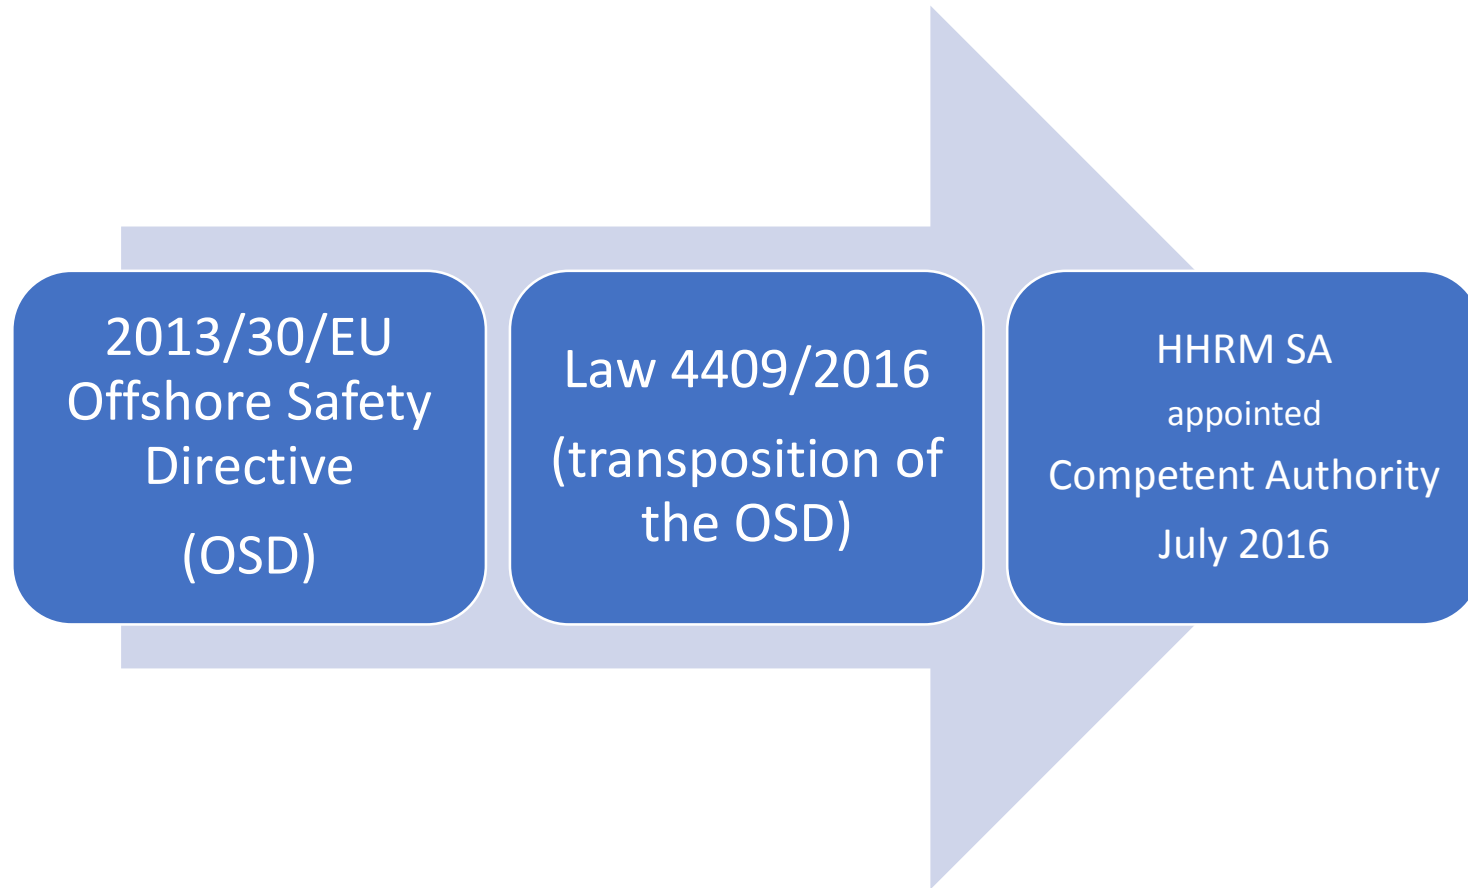 2013/30/EU
Offshore Safety
Directive
(OSD)
Law 4409/2016
(transposition of
the OSD)
HHRM SA
appointed
Competent Authority
July 2016